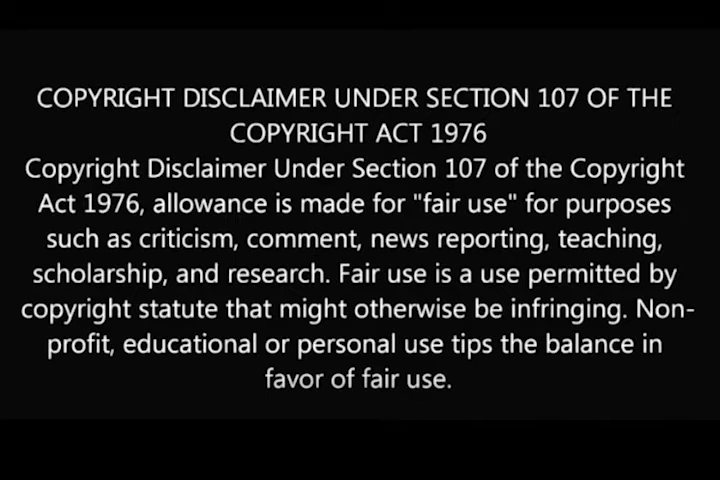 COPYRIGHT DISCLAIMER UNDER SECTION 107 OF THE
COPYRIGHT ACT 1976
Copyright Disclaimer Under Section 107 of the Copyright
Act 1976, allowance is made for "fair use" for purposes
such as criticism, comment, news reporting, teaching,
scholarship, and research. Fair use is a use permitted by
copyright statute that might otherwise be infringing. Non-
profit, educational or personal use tips the balance in
favor of fair use.